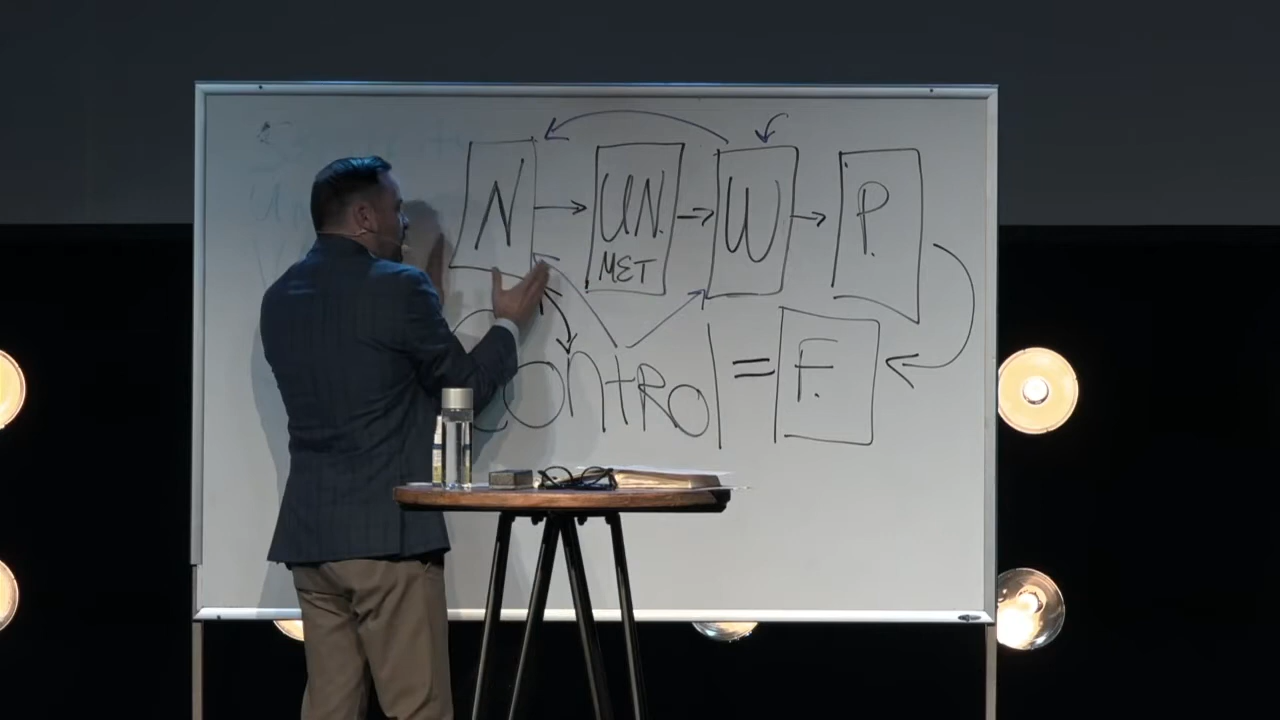 N → UN. MET → W → P.
Control = F.